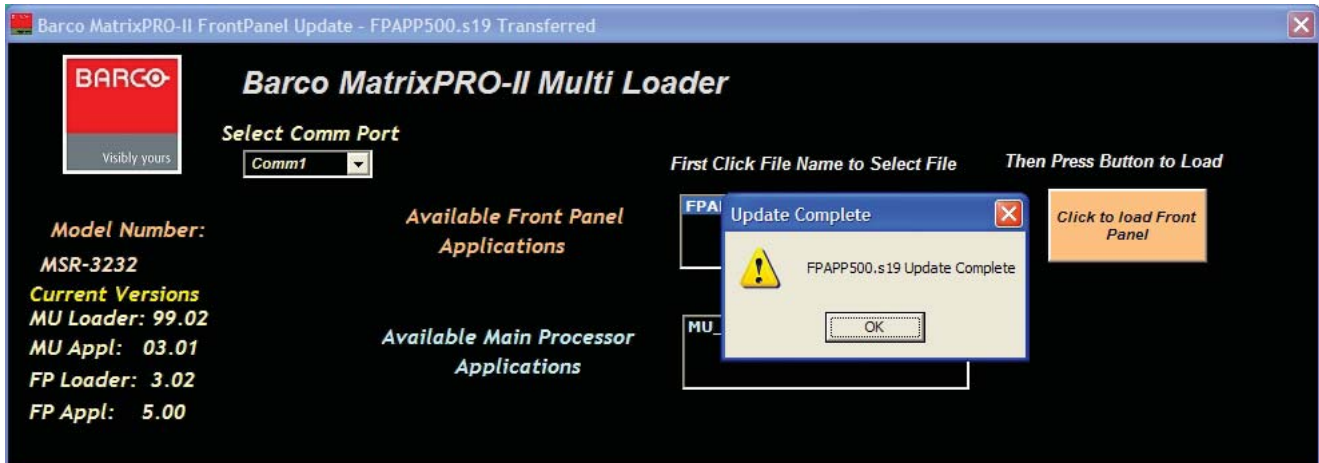 Barco MatrixPRO-II FrontPanel Update - FPAPP500.s19 Transferred
BARCO
Visibly yours
Barco MatrixPRO-II Multi Loader
Select Comm Port
Comm1
First Click File Name to Select File
Then Press Button to Load
Model Number:
MSR-3232
Current Versions
MU Loader: 99.02
MU Appl: 03.01
FP Loader: 3.02
FP Appl: 5.00
Available Front Panel
Applications
Available Main Processor
Applications
Update Complete
FPAPP500.s19 Update Complete
OK
Click to load Front
Panel